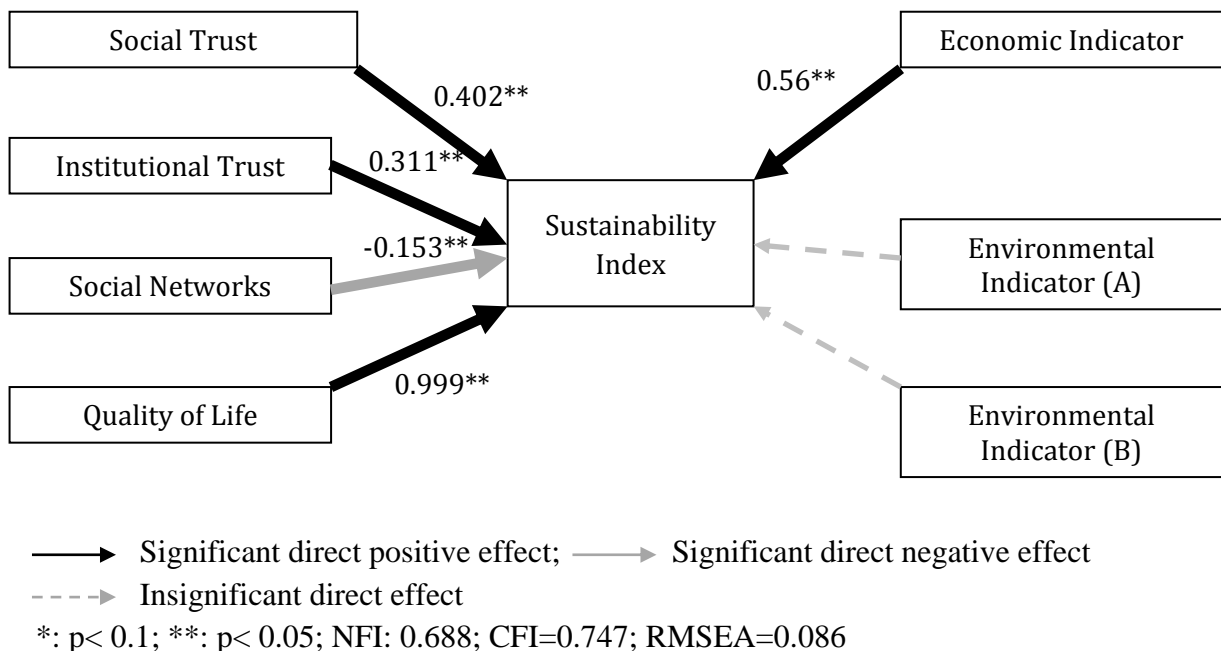 Social Trust
Economic Indicator
0.402**
0.56**
Institutional Trust
0.311**
Sustainability
Index
-0.153**
Social Networks
Environmental
Indicator (A)
Quality of Life
0.999**
Environmental
Indicator (B)
Significant direct positive effect; Significant direct negative effect
Insignificant direct effect
*: p< 0.1; **: p< 0.05; NFI: 0.688; CFI=0.747; RMSEA=0.086